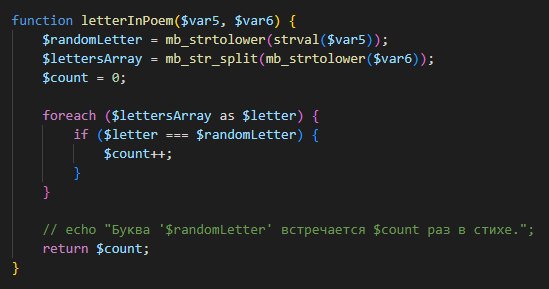 function letterInPoem($var5, $var6) {
    $randomLetter = mb_strtolower(strval($var5));
    $lettersArray = mb_str_split(mb_strtolower($var6));
    $count = 0;

    foreach ($lettersArray as $letter) {
        if ($letter === $randomLetter) {
            $count++;
        }
    }

    // echo "Буква '$randomLetter' встречается $count раз в стихе.";
    return $count;
}